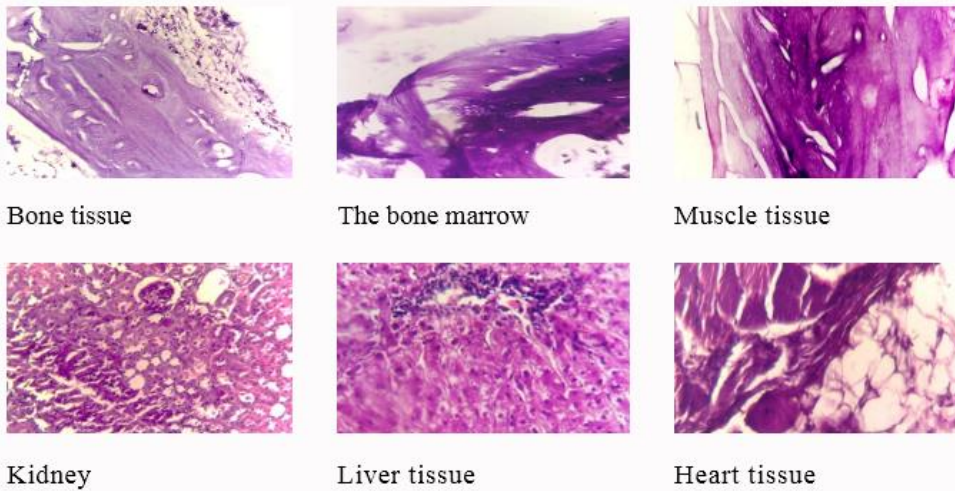 Bone tissue
The bone marrow
Muscle tissue
Kidney
Liver tissue
Heart tissue